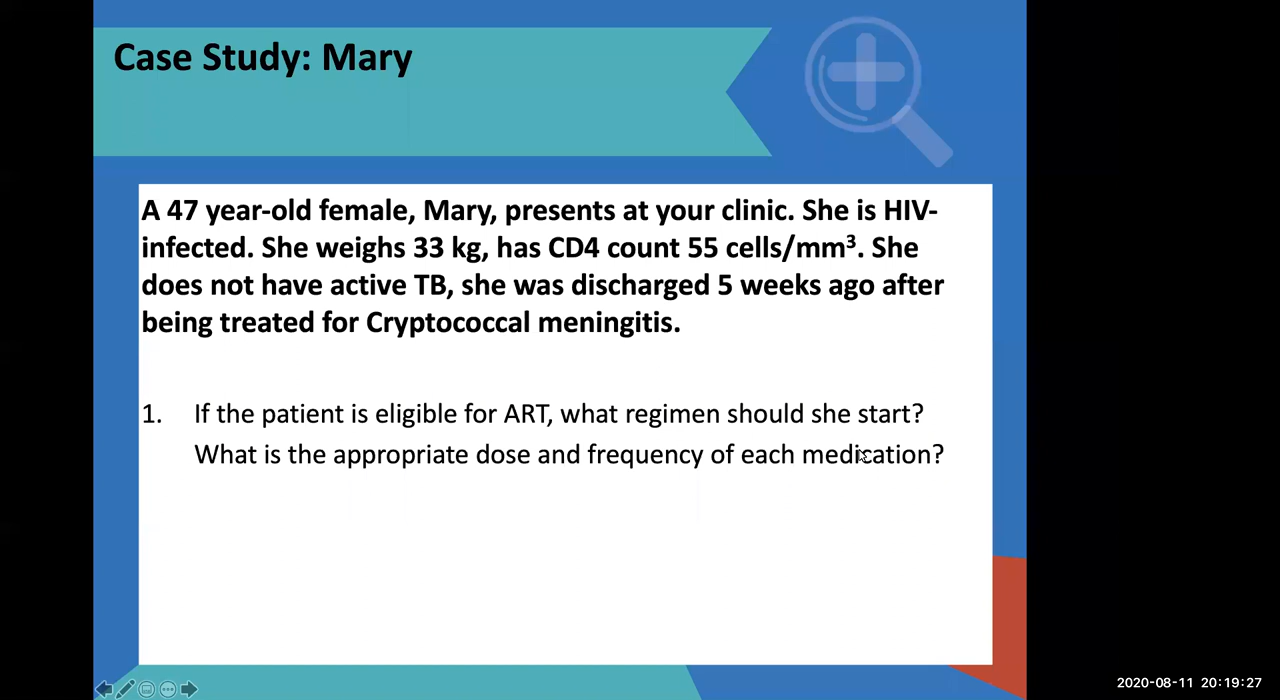 Case Study: Mary
A 47 year-old female, Mary, presents at your clinic. She is HIV-
infected. She weighs 33 kg, has CD4 count 55 cells/mm³. She
does not have active TB, she was discharged 5 weeks ago after
being treated for Cryptococcal meningitis.
1. If the patient is eligible for ART, what regimen should she start?
What is the appropriate dose and frequency of each medication?
2020-08-11 20:19:27